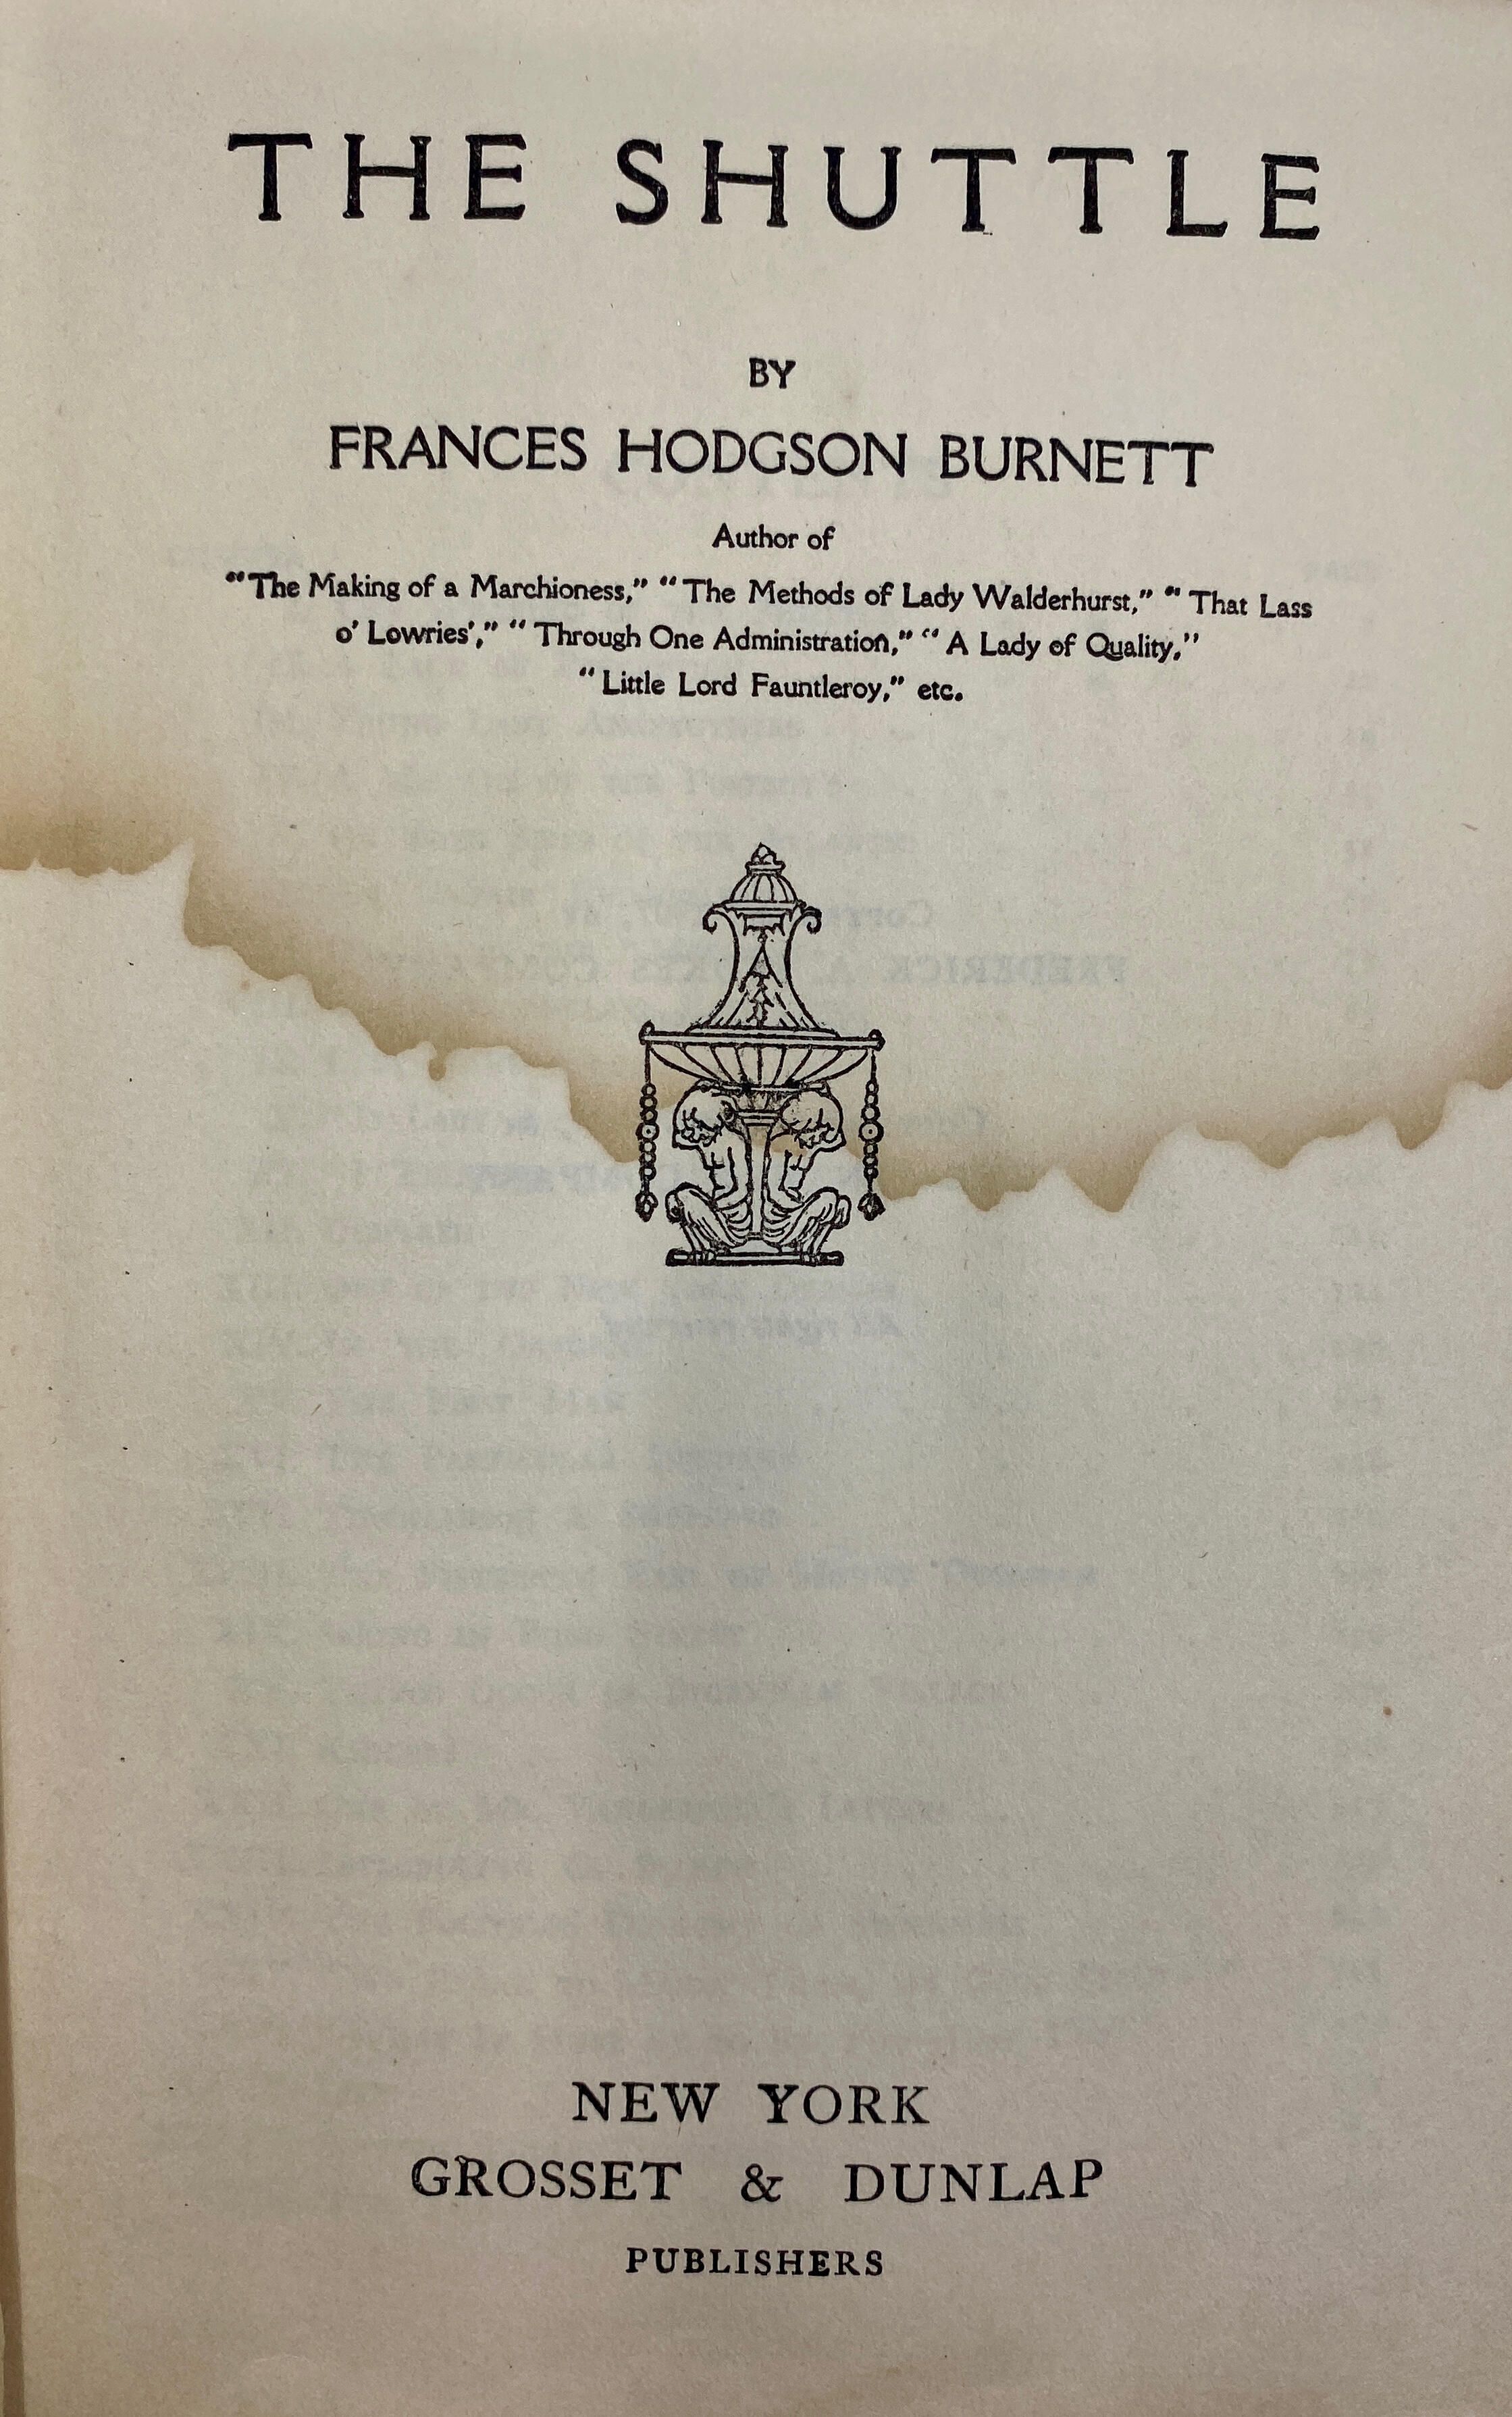 THE SHUTTLE
BY
FRANCES HODGSON BURNETT
Author of
“The Making of a Marchioness,” “The Methods of Lady Walderhurst,” “That Lass
o’ Lowries’,” “Through One Administration,” “A Lady of Quality,”
“Little Lord Fauntleroy,” etc.
NEW YORK
GROSSET & DUNLAP
PUBLISHERS